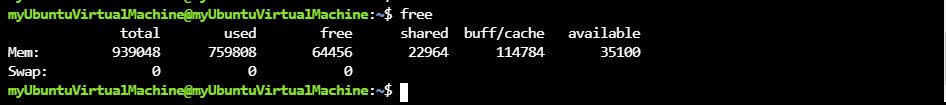 myUbuntuVirtualMachine@myUbuntuVirtualMachine:~$ free
              total        used        free      shared  buff/cache   available
Mem:         939048      759808       64456       22964      114784       35100
Swap:             0           0           0
myUbuntuVirtualMachine@myUbuntuVirtualMachine:~$